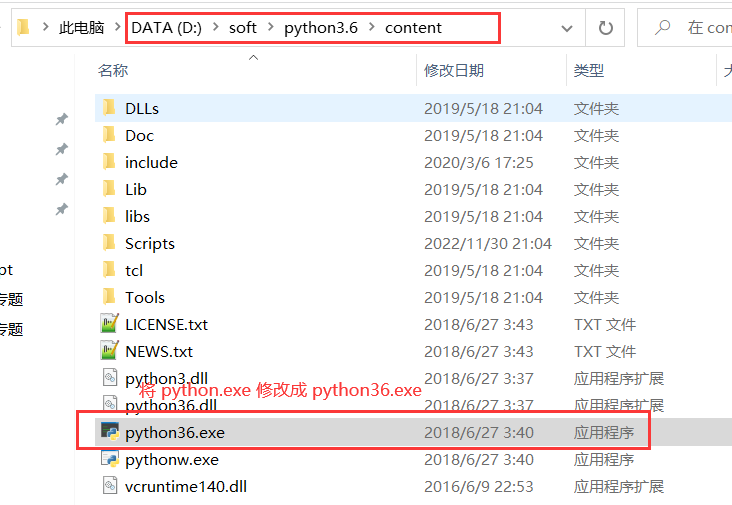 此电脑 > DATA (D:) > soft > python3.6 > content
在 con
名称 修改日期 类型
DLLs 2019/5/18 21:04 文件夹
Doc 2019/5/18 21:04 文件夹
include 2020/3/6 17:25 文件夹
Lib 2019/5/18 21:04 文件夹
libs 2019/5/18 21:04 文件夹
Scripts 2022/11/30 21:04 文件夹
pt
tcl 2019/5/18 21:04 文件夹
专题
Tools 2019/5/18 21:04 文件夹
专题
LICENSE.txt 2018/6/27 3:43 TXT 文件
NEWS.txt 2018/6/27 3:43 TXT 文件
python3.dll 2018/6/27 3:37 应用程序扩展
将 python.exe 修改成 python36.exe
python36.dll 2018/6/27 3:37 应用程序扩展
python36.exe 2018/6/27 3:40 应用程序
pythonw.exe 2018/6/27 3:40 应用程序
vcruntime140.dll 2016/6/9 22:53 应用程序扩展